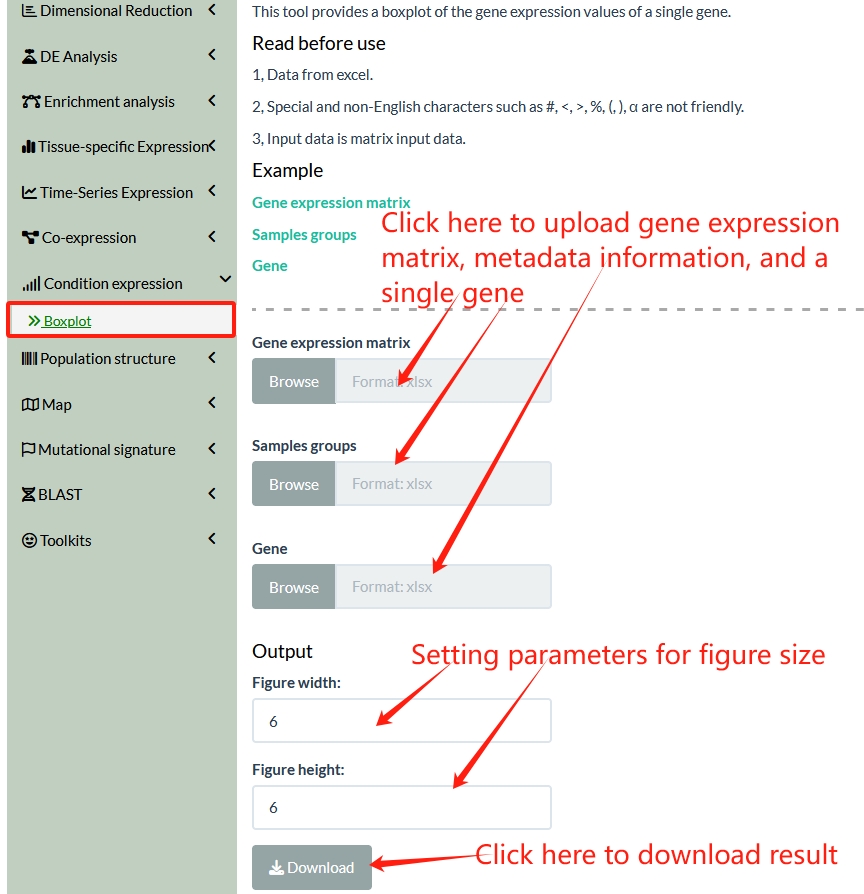 Dimensional Reduction
DE Analysis
Enrichment analysis
Tissue-specific Expression
Time-Series Expression
Co-expression
Condition expression
Boxplot
Population structure
Map
Mutational signature
BLAST
Toolkits
This tool provides a boxplot of the gene expression values of a single gene.
Read before use
1, Data from excel.
2, Special and non-English characters such as #, <, >, %, (, ), α are not friendly.
3, Input data is matrix input data.
Example
Gene expression matrix
Samples groups
Gene
Click here to upload gene expression
matrix, metadata information, and a
single gene
Gene expression matrix
Browse Format: xlsx
Samples groups
Browse Format: xlsx
Gene
Browse Format: xlsx
Output
Setting parameters for figure size
Figure width:
6
Figure height:
6
Download
Click here to download result